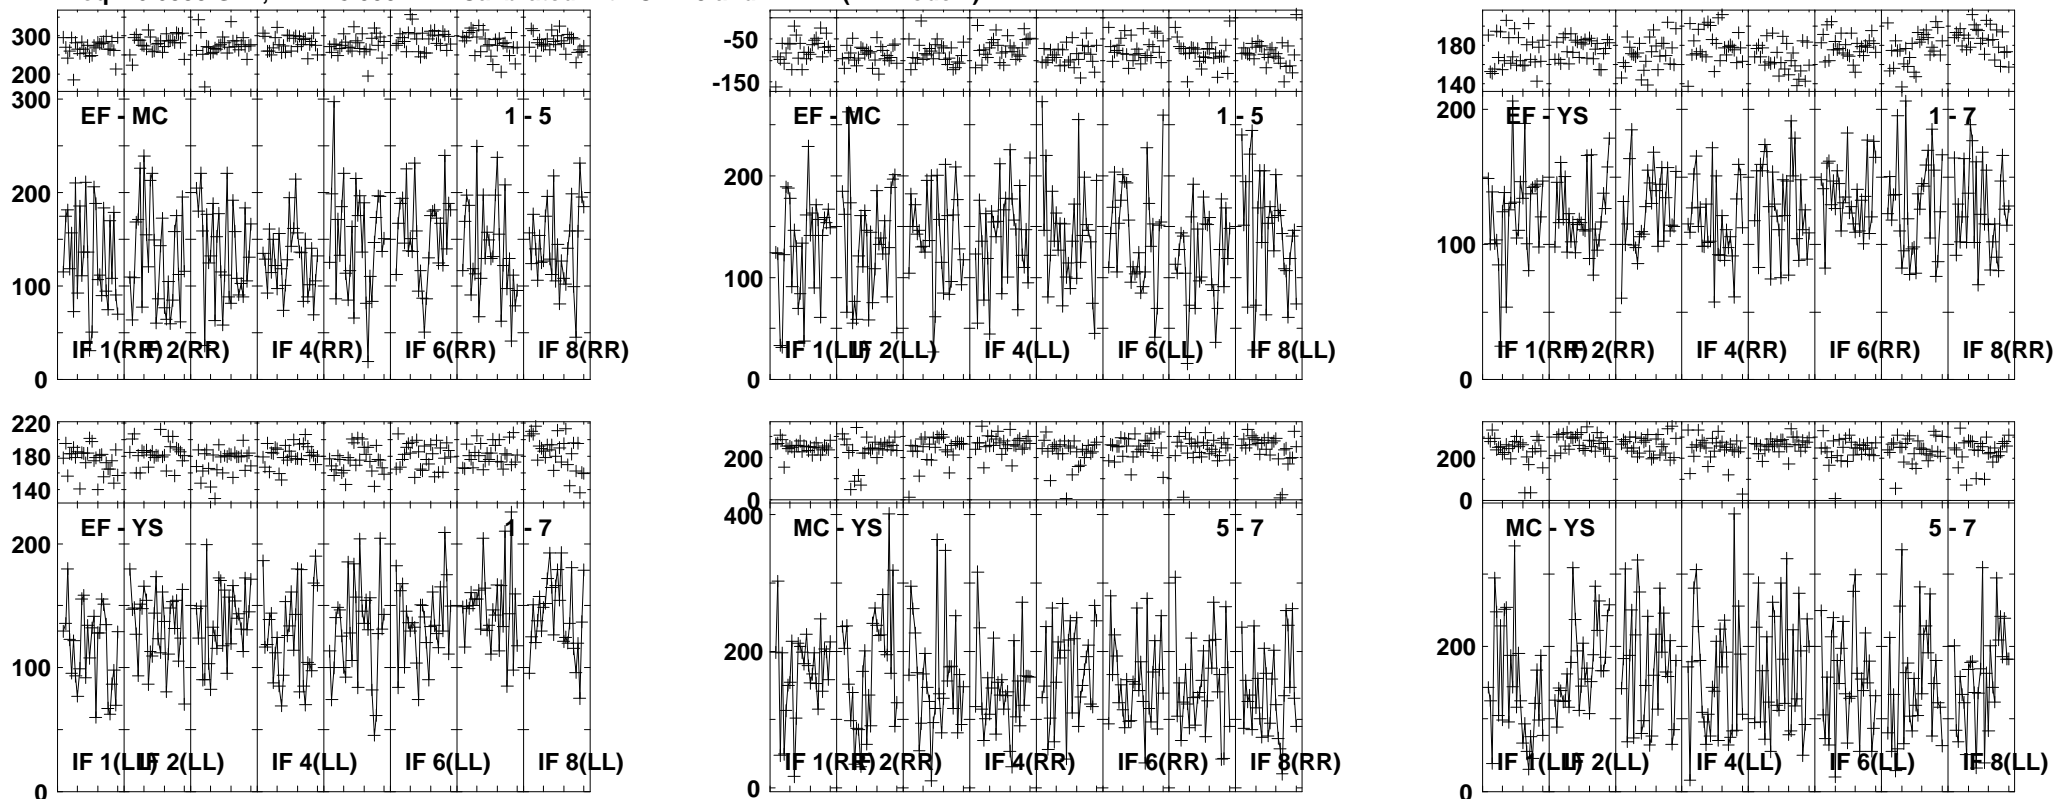 300
200
300
200
100
0
EF - MC
1 - 5
IF 1(RR)
IF 2(RR)
IF 4(RR)
IF 6(RR)
IF 8(RR)
-50
-150
200
100
0
EF - MC
1 - 5
IF 1(LL)
IF 2(LL)
IF 4(LL)
IF 6(LL)
IF 8(LL)
180
140
200
100
0
EF - YS
1 - 7
IF 1(RR)
IF 2(RR)
IF 4(RR)
IF 6(RR)
IF 8(RR)
220
180
140
200
100
0
EF - YS
1 - 7
IF 1(LL)
IF 2(LL)
IF 4(LL)
IF 6(LL)
IF 8(LL)
200
0
400
200
0
MC - YS
5 - 7
IF 1(RR)
IF 2(RR)
IF 4(RR)
IF 6(RR)
IF 8(RR)
200
0
200
0
MC - YS
5 - 7
IF 1(LL)
IF 2(LL)
IF 4(LL)
IF 6(LL)
IF 8(LL)